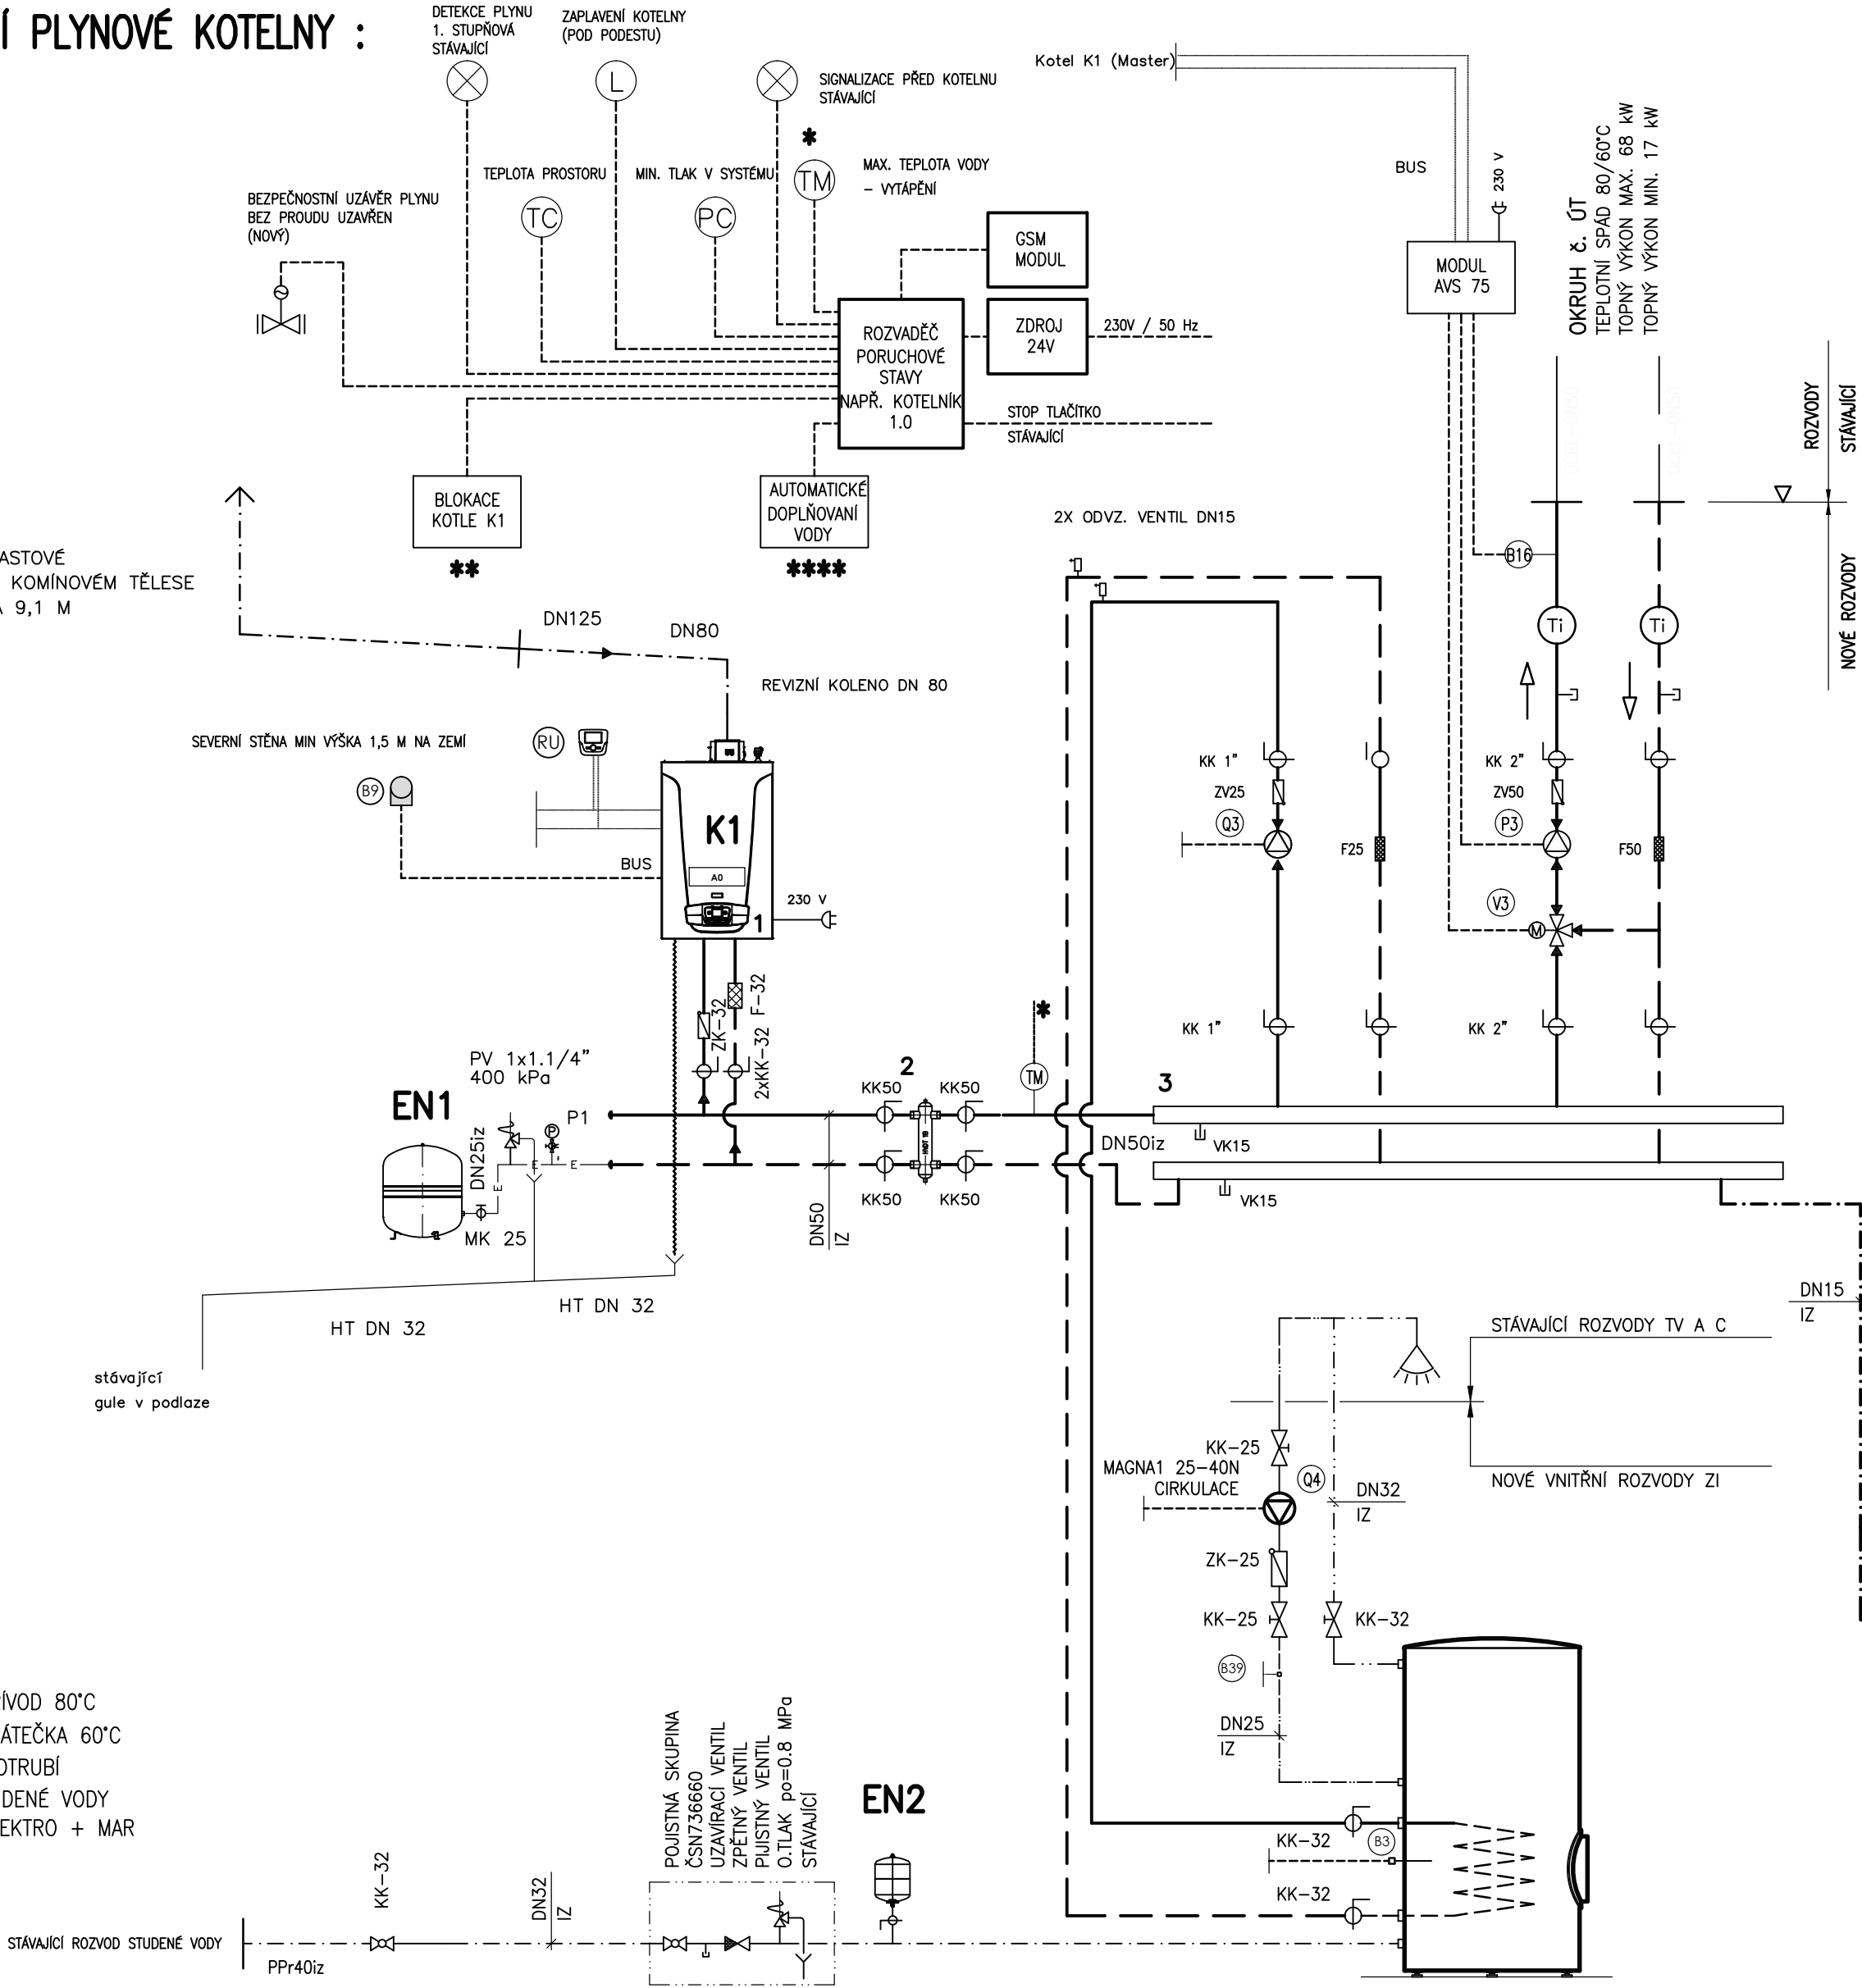 Í PLYNOVÉ KOTELNY :
DETEKCE PLYNU
1. STUPŇOVÁ
STÁVAJÍCÍ
ZAPLAVENÍ KOTELNY
(POD PODESTU)
L
SIGNALIZACE PŘED KOTELNU
STÁVAJÍCÍ
Kotel K1 (Master)
*
TM
MAX. TEPLOTA VODY
– VYTÁPĚNÍ
TEPLOTA PROSTORU
TC
MIN. TLAK V SYSTÉMU
PC
BEZPEČNOSTNÍ UZÁVĚR PLYNU
BEZ PROUDU UZAVŘEN
(NOVÝ)
GSM
MODUL
ROZVADĚČ
PORUCHOVÉ
STAVY
NAPŘ. KOTELNÍK
1.0
ZDROJ
24V
230V / 50 Hz
STOP TLAČÍTKO
STÁVAJÍCÍ
BUS
230 V
MODUL
AVS 75
OKRUH č. ÚT
TEPLOTNÍ SPÁD 80/60°C
TOPNÝ VÝKON MAX. 68 kW
TOPNÝ VÝKON MIN. 17 kW
ROZVODY
STÁVAJÍCÍ
NOVÉ ROZVODY
BLOKACE
KOTLE K1
**
AUTOMATICKÉ
DOPLŇOVANÍ
VODY
****
2X ODVZ. VENTIL DN15
B16
Ti
Ti
ASTOVÉ
KOMÍNOVÉM TĚLESE
A 9,1 M
DN125
DN80
REVIZNÍ KOLENO DN 80
SEVERNÍ STĚNA MIN VÝŠKA 1,5 M NA ZEMÍ
RU
B9
BUS
K1
A0
1
230 V
KK 1"
ZV25
Q3
F25
KK 2"
ZV50
P3
F50
V3
M
KK 1"
KK 2"
ZK-32
F-32
2xKK-32
PV 1x1.1/4"
400 kPa
EN1
P1
P
DN25iz
E
E
E
MK 25
2
KK50
KK50
KK50
KK50
HVDT 1B
DN50
IZ
*
TM
3
DN50iz
VK15
VK15
HT DN 32
HT DN 32
stávající
gule v podlaze
DN15
IZ
STÁVAJÍCÍ ROZVODY TV A C
NOVÉ VNITŘNÍ ROZVODY ZI
KK-25
MAGNA1 25-40N
CIRKULACE
Q4
DN32
IZ
ZK-25
KK-25
KK-32
B39
DN25
IZ
KK-32
B3
KK-32
ÍVOD 80°C
ÁTEČKA 60°C
OTRUBÍ
DENÉ VODY
EKTRO + MAR
POJISTNÁ SKUPINA
ČSN736660
UZAVÍRACÍ VENTIL
ZPĚTNÝ VENTIL
PIJISTNÝ VENTIL
O.TLAK po=0.8 MPa
STÁVAJÍCÍ
EN2
KK-32
DN32
IZ
STÁVAJÍCÍ ROZVOD STUDENÉ VODY
PPr40iz